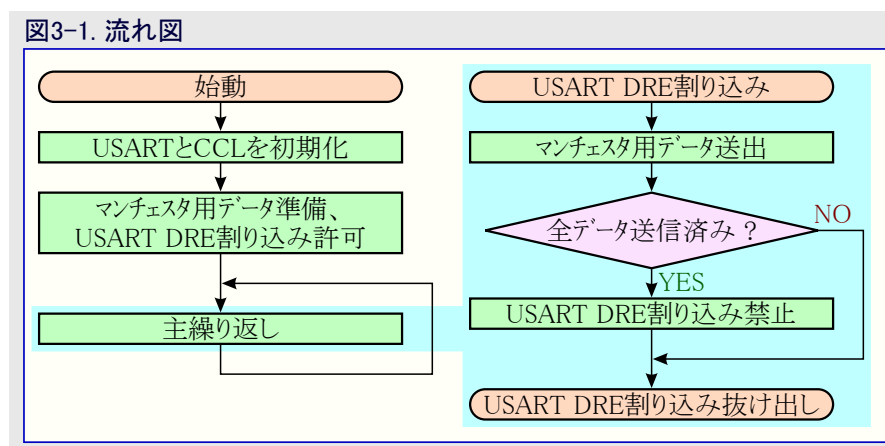 図3-1. 流れ図
始動
USARTとCCLを初期化
マンチェスタ用データ準備、
USART DRE割り込み許可
主繰り返し
USART DRE割り込み
マンチェスタ用データ送出
全データ送信済み ?
NO
YES
USART DRE割り込み禁止
USART DRE割り込み抜け出し